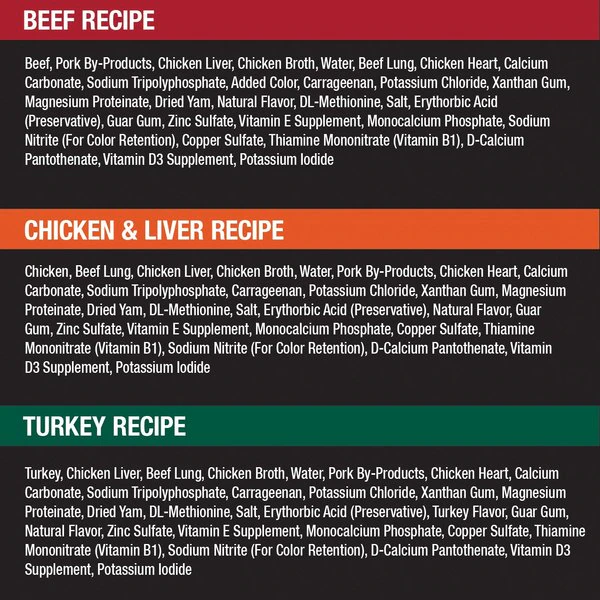 BEEF RECIPE
Beef, Pork By-Products, Chicken Liver, Chicken Broth, Water, Beef Lung, Chicken Heart, Calcium
Carbonate, Sodium Tripolyphosphate, Added Color, Carrageenan, Potassium Chloride, Xanthan Gum,
Magnesium Proteinate, Dried Yam, Natural Flavor, DL-Methionine, Salt, Erythorbic Acid
(Preservative), Guar Gum, Zinc Sulfate, Vitamin E Supplement, Monocalcium Phosphate, Sodium
Nitrite (For Color Retention), Copper Sulfate, Thiamine Mononitrate (Vitamin B1), D-Calcium
Pantothenate, Vitamin D3 Supplement, Potassium Iodide
CHICKEN & LIVER RECIPE
Chicken, Beef Lung, Chicken Liver, Chicken Broth, Water, Pork By-Products, Chicken Heart, Calcium
Carbonate, Sodium Tripolyphosphate, Carrageenan, Potassium Chloride, Xanthan Gum, Magnesium
Proteinate, Dried Yam, DL-Methionine, Salt, Erythorbic Acid (Preservative), Natural Flavor, Guar
Gum, Zinc Sulfate, Vitamin E Supplement, Monocalcium Phosphate, Copper Sulfate, Thiamine
Mononitrate (Vitamin B1), Sodium Nitrite (For Color Retention), D-Calcium Pantothenate, Vitamin
D3 Supplement, Potassium Iodide
TURKEY RECIPE
Turkey, Chicken Liver, Beef Lung, Chicken Broth, Water, Pork By-Products, Chicken Heart, Calcium
Carbonate, Sodium Tripolyphosphate, Carrageenan, Potassium Chloride, Xanthan Gum, Magnesium
Proteinate, Dried Yam, DL-Methionine, Salt, Erythorbic Acid (Preservative), Turkey Flavor, Guar Gum,
Natural Flavor, Zinc Sulfate, Vitamin E Supplement, Monocalcium Phosphate, Copper Sulfate, Thiamine
Mononitrate (Vitamin B1), Sodium Nitrite (For Color Retention), D-Calcium Pantothenate, Vitamin D3
Supplement, Potassium Iodide